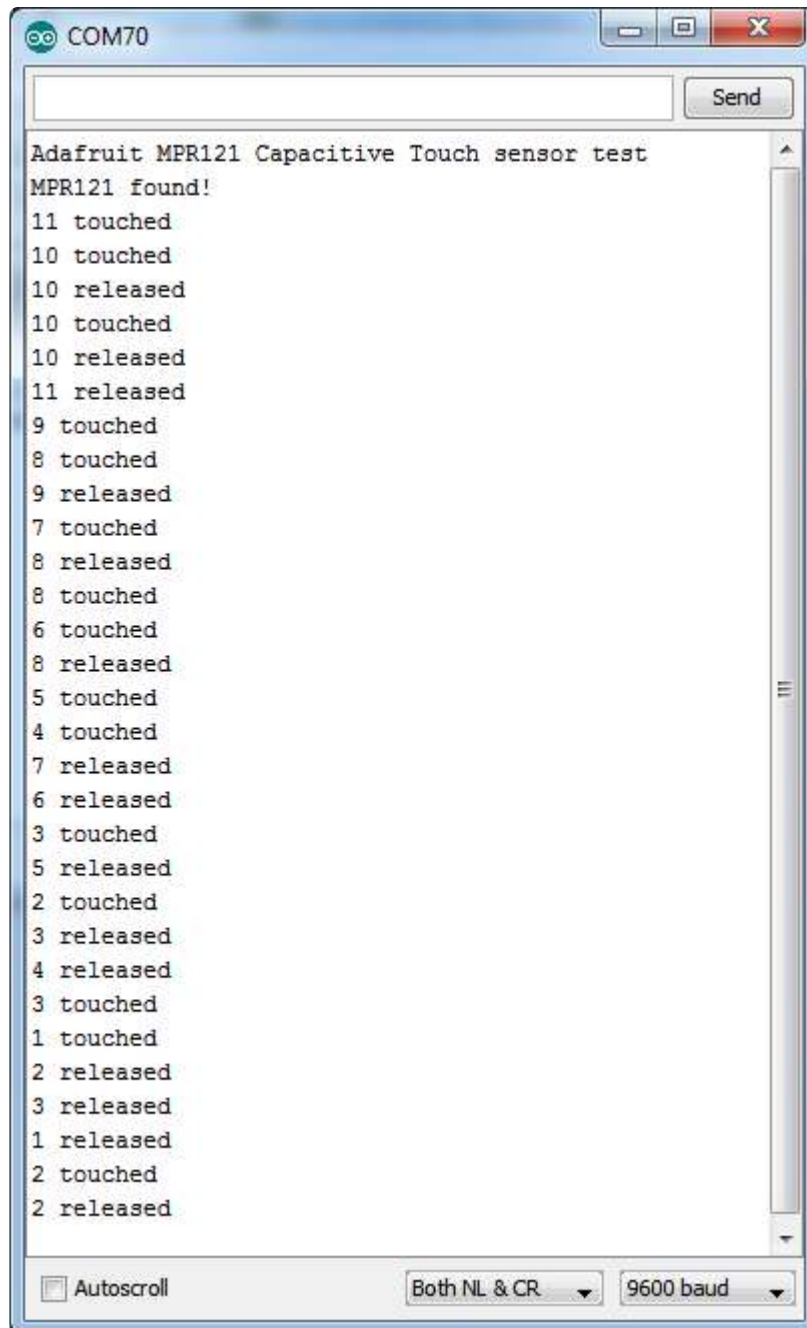 COM70
Send
Adafruit MPR121 Capacitive Touch sensor test
MPR121 found!
11 touched
10 touched
10 released
10 touched
10 released
11 released
9 touched
8 touched
9 released
7 touched
8 released
8 touched
6 touched
8 released
5 touched
4 touched
7 released
6 released
3 touched
5 released
2 touched
3 released
4 released
3 touched
1 touched
2 released
3 released
1 released
2 touched
2 released
Autoscroll Both NL & CR 9600 baud